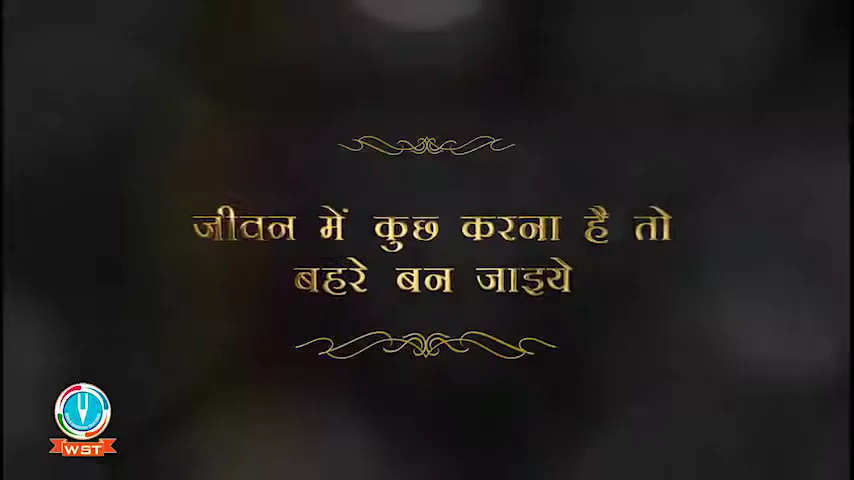 जीवन में कुछ करना है तो
बहरे बन जाइये
WST